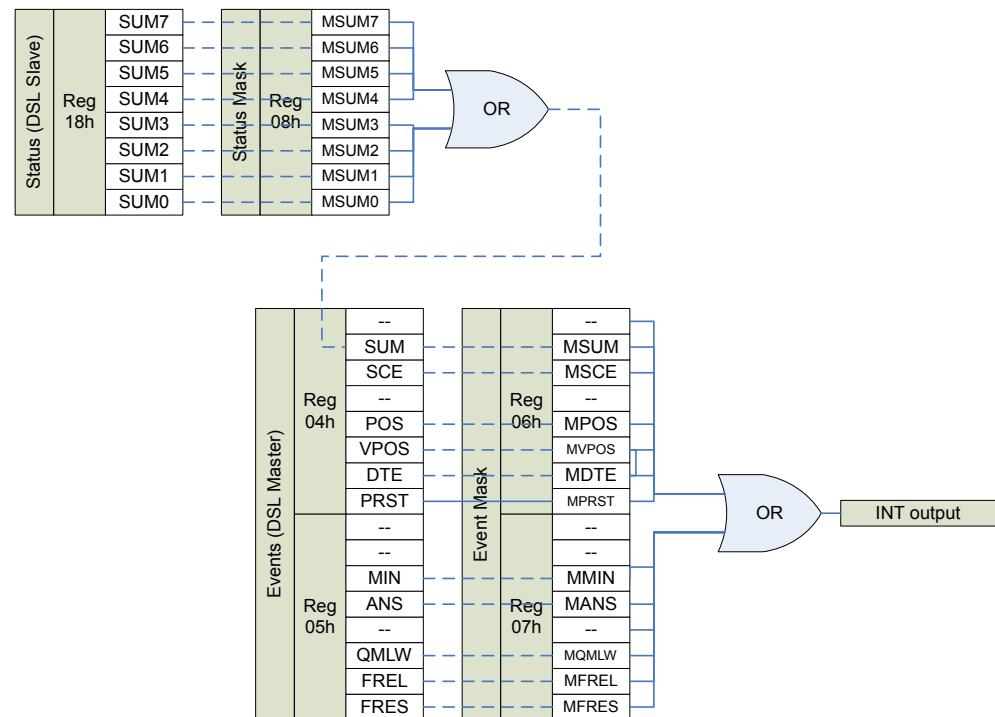 Status (DSL Slave)
Reg 18h
SUM7
SUM6
SUM5
SUM4
SUM3
SUM2
SUM1
SUM0
Status Mask
Reg 08h
MSUM7
MSUM6
MSUM5
MSUM4
MSUM3
MSUM2
MSUM1
MSUM0
OR
Events (DSL Master)
Reg 04h
--
SUM
SCE
--
POS
VPOS
DTE
PRST
Reg 05h
--
--
MIN
ANS
--
QMLW
FREL
FRES
Event Mask
Reg 06h
--
MSUM
MSCE
--
MPOS
MVPOS
MDTE
MPRST
Reg 07h
--
--
MMIN
MANS
--
MQMLW
MFREL
MFRES
OR
INT output